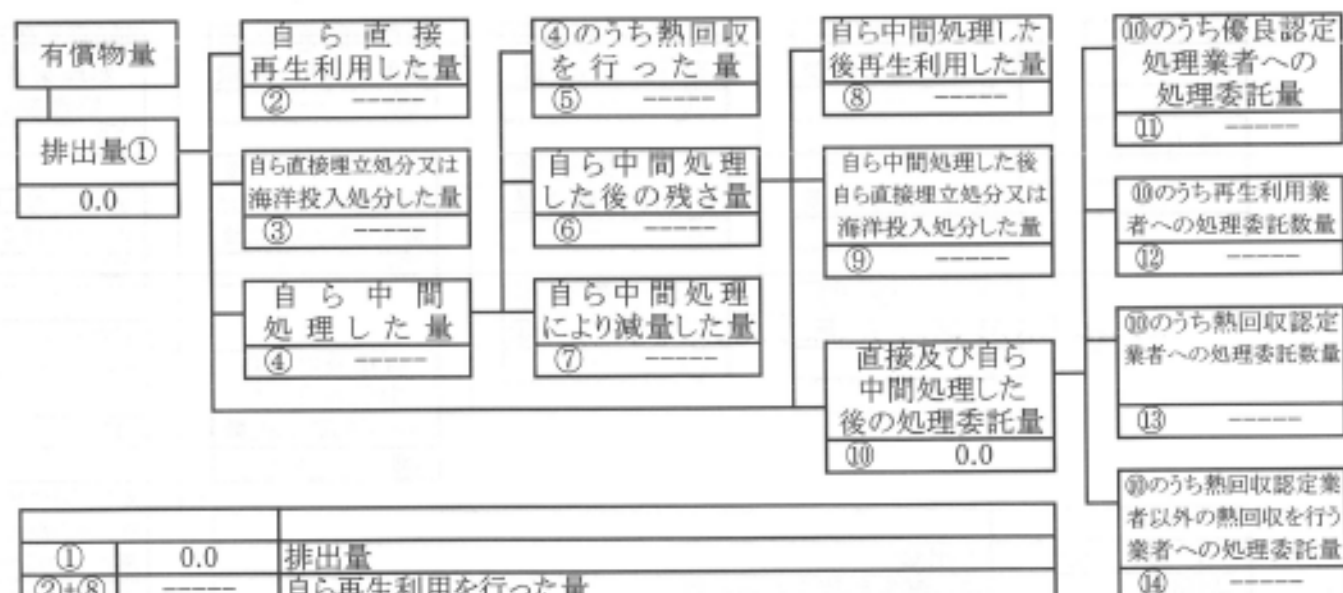 有償物量
排出量①
0.0
自ら直接
再生利用した量
② -----
自ら直接埋立処分又は
海洋投入処分した量
③ -----
自ら中間
処理した量
④ -----
④のうち熱回収
を行った量
⑤ -----
自ら中間処理
した後の残さ量
⑥ -----
自ら中間処理
により減量した量
⑦ -----
自ら中間処理した
後再生利用した量
⑧ -----
自ら中間処理した後
自ら直接埋立処分又は
海洋投入処分した量
⑨ -----
直接及び自ら
中間処理した
後の処理委託量
⑩ 0.0
⑩のうち優良認定
処理業者への
処理委託量
⑪ -----
⑩のうち再生利用業
者への処理委託数量
⑫ -----
⑩のうち熱回収認定
業者への処理委託数量
⑬ -----
⑩のうち熱回収認定業
者以外の熱回収を行う
業者への処理委託量
⑭ -----
① 0.0 排出量
②+⑧ ----- 自ら再生利用を行った量